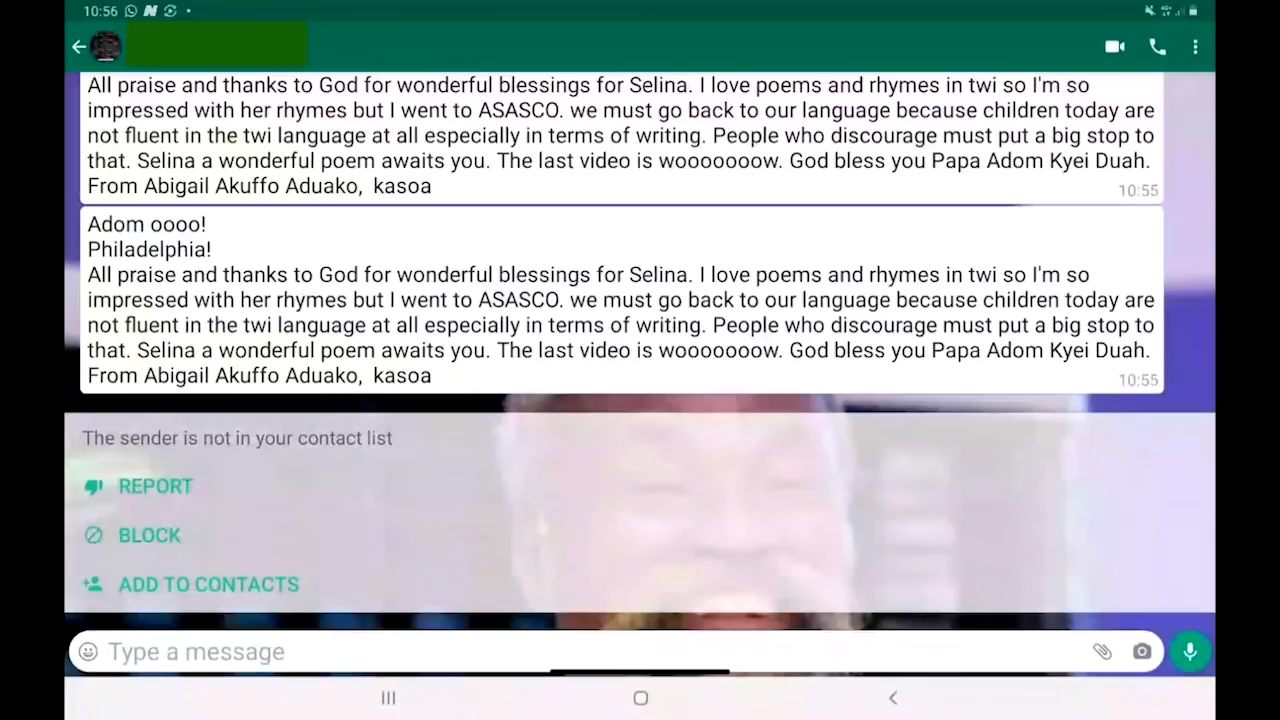 10:56
All praise and thanks to God for wonderful blessings for Selina. I love poems and rhymes in twi so I'm so
impressed with her rhymes but I went to ASASCO. we must go back to our language because children today are
not fluent in the twi language at all especially in terms of writing. People who discourage must put a big stop to
that. Selina a wonderful poem awaits you. The last video is wooooooow. God bless you Papa Adom Kyei Duah.
From Abigail Akuffo Aduako, kasoa
10:55
Adom oooo!
Philadelphia!
All praise and thanks to God for wonderful blessings for Selina. I love poems and rhymes in twi so I'm so
impressed with her rhymes but I went to ASASCO. we must go back to our language because children today are
not fluent in the twi language at all especially in terms of writing. People who discourage must put a big stop to
that. Selina a wonderful poem awaits you. The last video is wooooooow. God bless you Papa Adom Kyei Duah.
From Abigail Akuffo Aduako, kasoa
10:55
The sender is not in your contact list
REPORT
BLOCK
ADD TO CONTACTS
Type a message